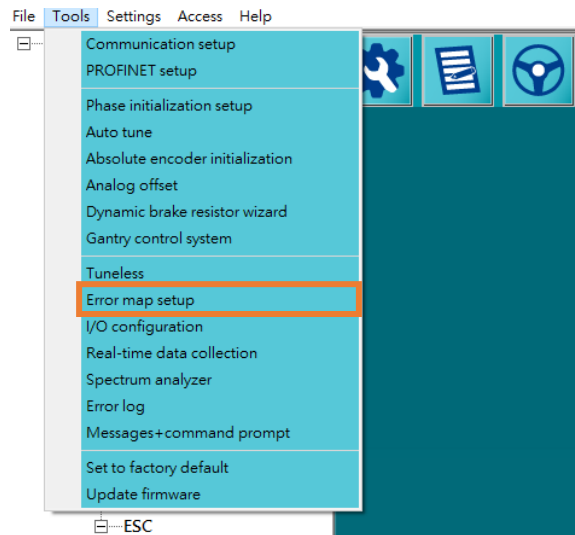 File Tools Settings Access Help
Communication setup
PROFINET setup
Phase initialization setup
Auto tune
Absolute encoder initialization
Analog offset
Dynamic brake resistor wizard
Gantry control system
Tuneless
Error map setup
I/O configuration
Real-time data collection
Spectrum analyzer
Error log
Messages+command prompt
Set to factory default
Update firmware
ESC